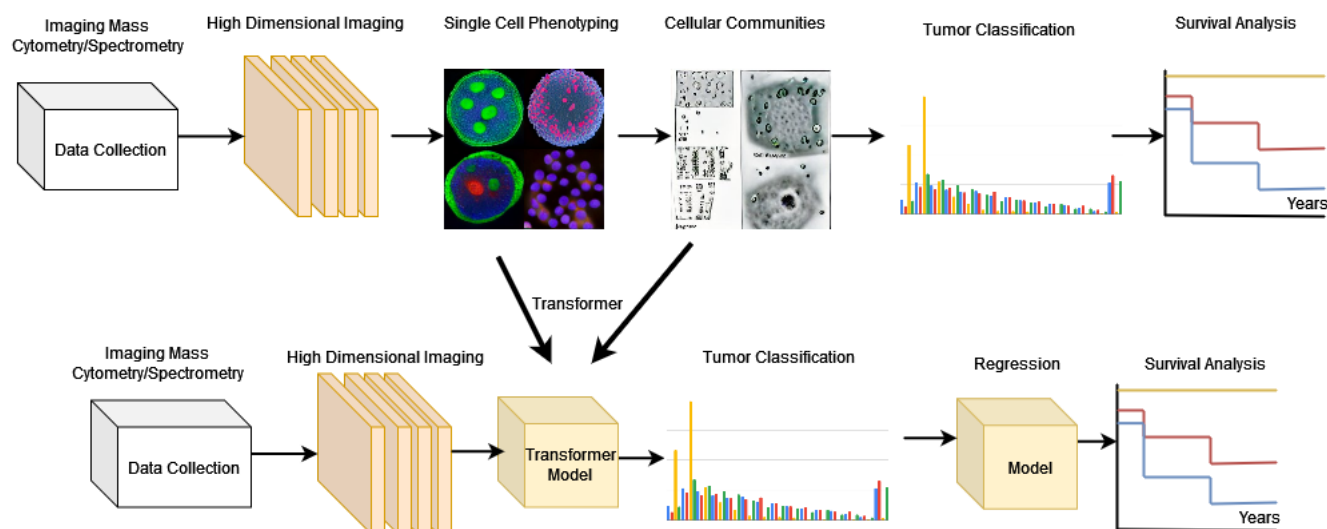 Imaging Mass
Cytometry/Spectrometry
High Dimensional Imaging
Single Cell Phenotyping
Cellular Communities
Tumor Classification
Survival Analysis
Data Collection
Years
Transformer
Imaging Mass
Cytometry/Spectrometry
High Dimensional Imaging
Tumor Classification
Regression
Survival Analysis
Data Collection
Transformer
Model
Model
Years